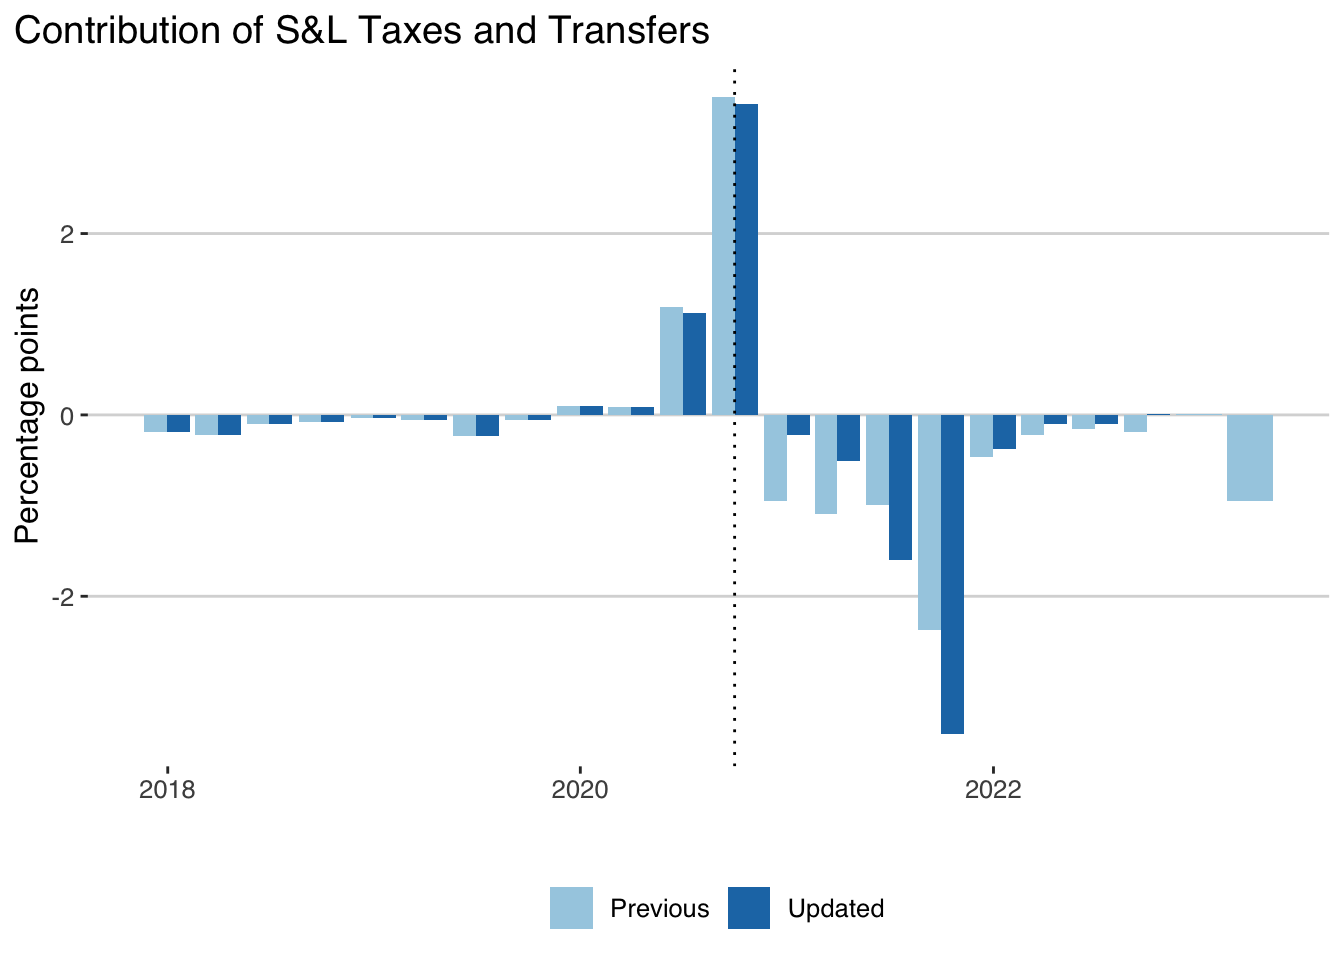 Contribution of S&L Taxes and Transfers
Percentage points
2
0
-2
2018
2020
2022
Previous
Updated